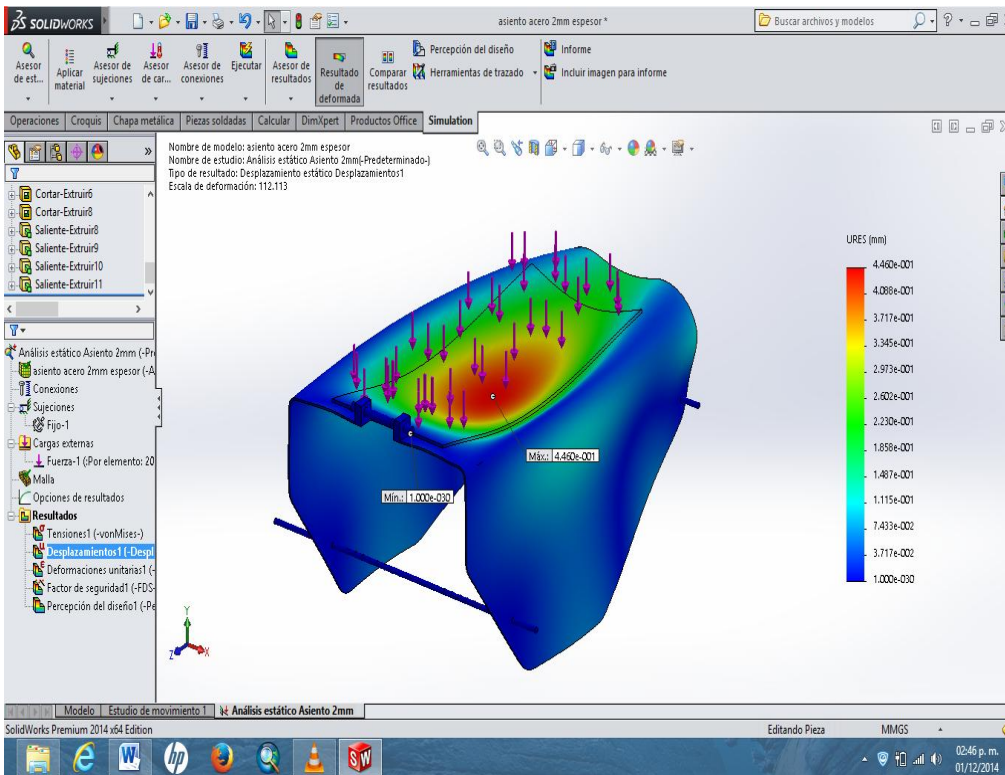 SOLIDWORKS
asiento acero 2mm espesor *
Buscar archivos y modelos
Asesor de est...
Aplicar material
Asesor de sujeciones
Asesor de car...
Asesor de conexiones
Ejecutar
Asesor de resultados
Resultado de deformada
Comparar resultados
Percepción del diseño
Herramientas de trazado
Informe
Incluir imagen para informe
Operaciones Croquis Chapa metálica Piezas soldadas Calcular DimXpert Productos Office Simulation
Nombre de modelo: asiento acero 2mm espesor
Nombre de estudio: Análisis estático Asiento 2mm(-Predeterminado-)
Tipo de resultado: Desplazamiento estático Desplazamientos1
Escala de deformación: 112.113
Cortar-Extruir6
Cortar-Extruir8
Saliente-Extruir8
Saliente-Extruir9
Saliente-Extruir10
Saliente-Extruir11
Análisis estático Asiento 2mm (-Pr
asiento acero 2mm espesor (-A
Conexiones
Sujeciones
Fijo-1
Cargas externas
Fuerza-1 (:Por elemento: 20
Malla
Opciones de resultados
Resultados
Tensiones1 (-vonMises-)
Desplazamientos1 (-Despl
Deformaciones unitarias1 (-
Factor de seguridad1 (-FDS-
Percepción del diseño1 (-Pe
Máx.: 4.460e-001
Mín.: 1.000e-030
Y
Z
X
URES (mm)
4.460e-001
4.088e-001
3.717e-001
3.345e-001
2.973e-001
2.602e-001
2.230e-001
1.858e-001
1.487e-001
1.115e-001
7.433e-002
3.717e-002
1.000e-030
Modelo Estudio de movimiento 1 Análisis estático Asiento 2mm
SolidWorks Premium 2014 x64 Edition
Editando Pieza
MMGS
02:46 p. m.
01/12/2014